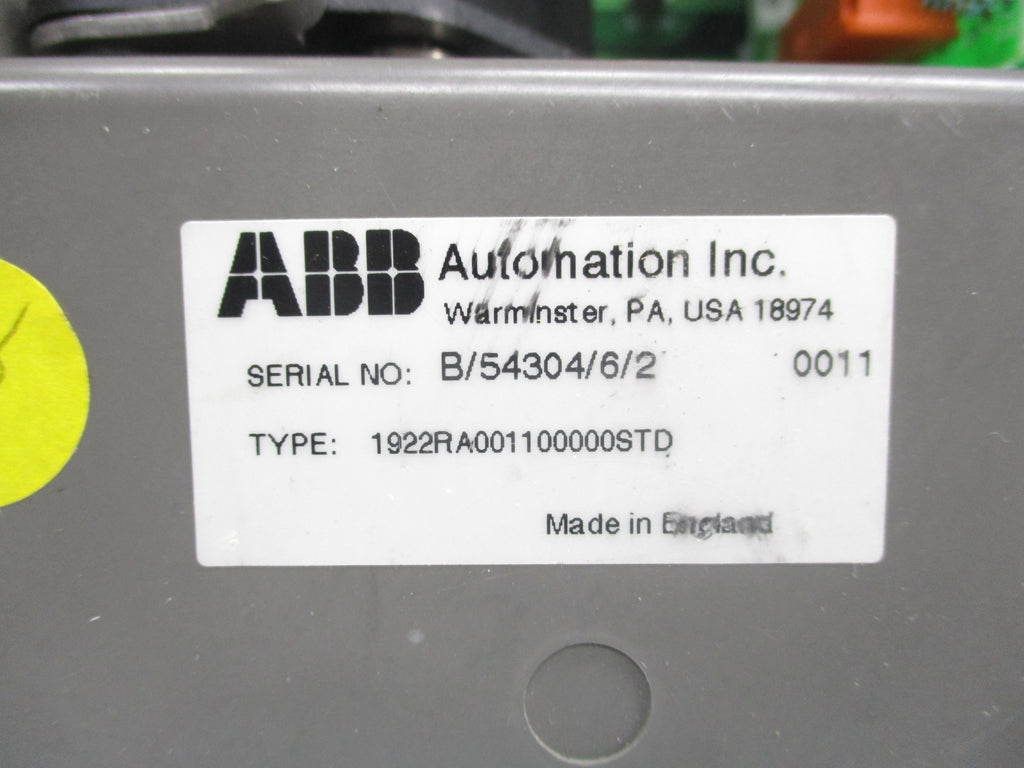 ABB Automation Inc.
Warminster, PA, USA 18974
SERIAL NO: B/54304/6/2 0011
TYPE: 1922RA001100000STD
Made in England